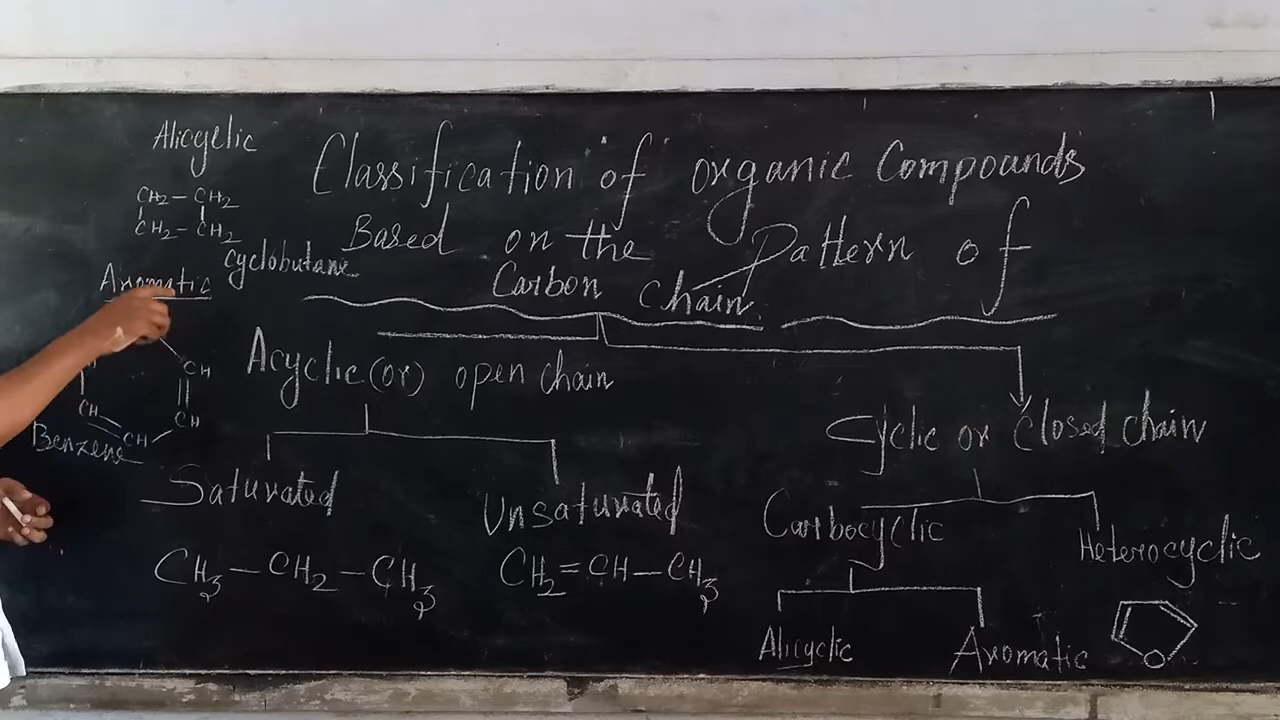 Alicyclic
CH2 – CH2
CH2 – CH2
Cyclobutane
Aromatic
CH
CH
CH
CH
Benzene
Classification of organic Compounds
Based on the Pattern of
Carbon Chain
Acyclic (or) open chain
Saturated
CH3 – CH2 – CH3
Unsaturated
CH2 = CH – CH3
Cyclic or Closed chain
Carbocyclic
Heterocyclic
Alicyclic
Aromatic
O